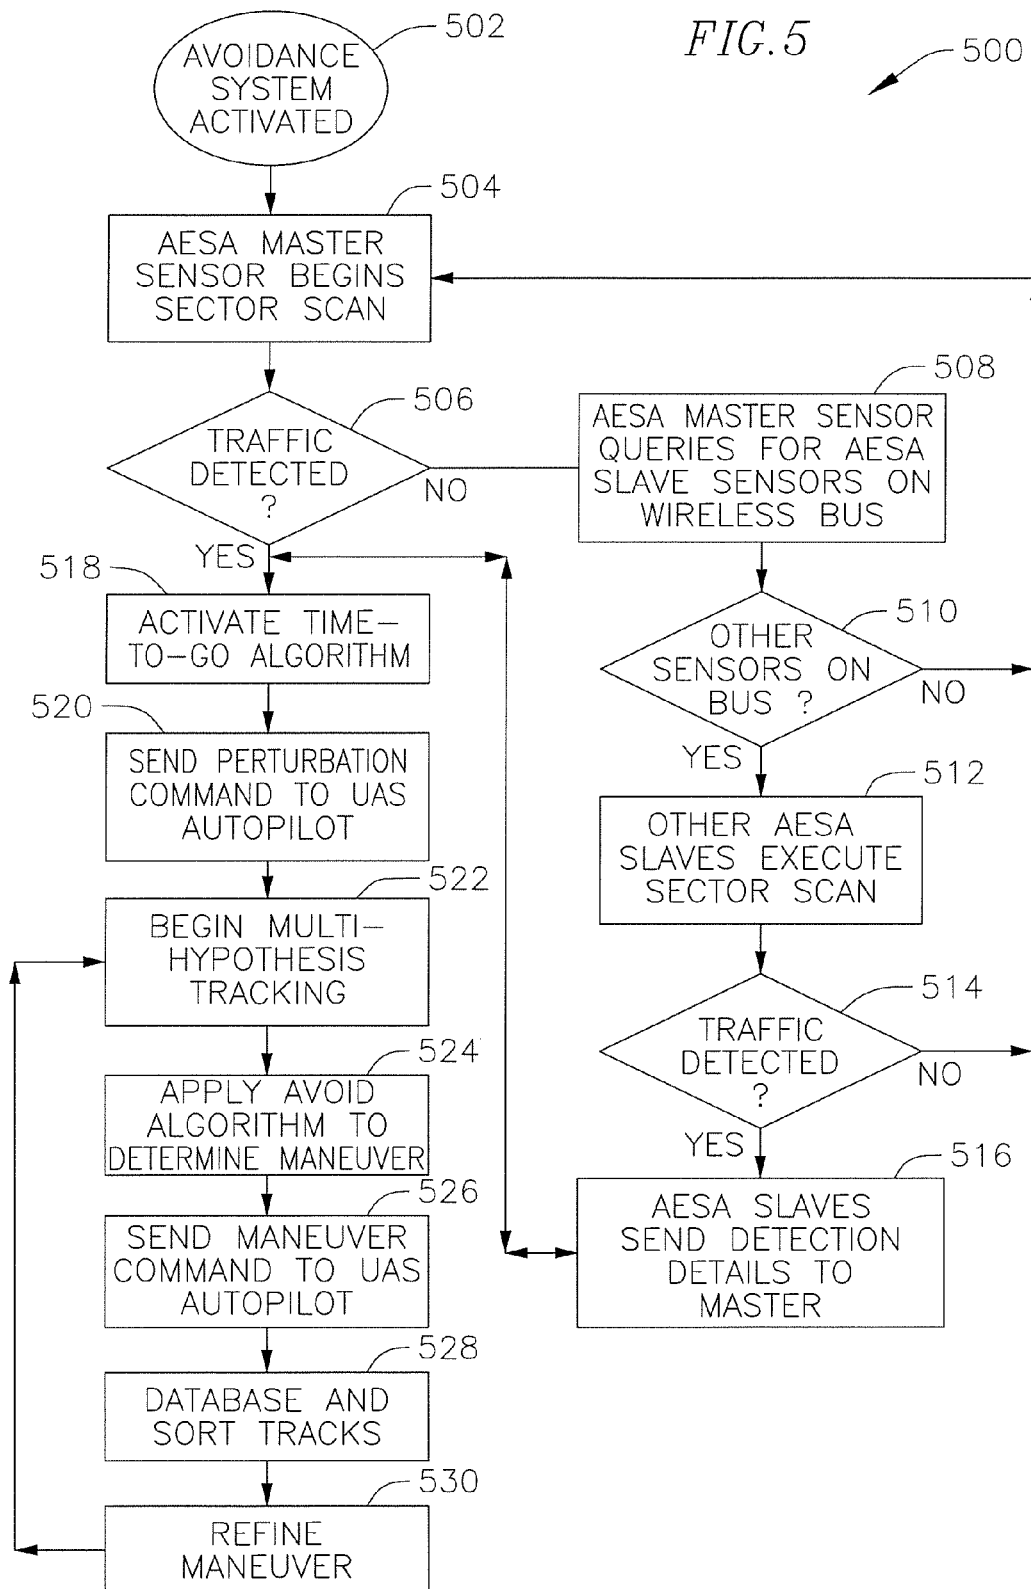 FIG.5
500
502
AVOIDANCE
SYSTEM
ACTIVATED
504
AESA MASTER
SENSOR BEGINS
SECTOR SCAN
506
TRAFFIC
DETECTED
?
NO
YES
508
AESA MASTER SENSOR
QUERIES FOR AESA
SLAVE SENSORS ON
WIRELESS BUS
510
OTHER
SENSORS ON
BUS ?
NO
YES
512
OTHER AESA
SLAVES EXECUTE
SECTOR SCAN
514
TRAFFIC
DETECTED
?
NO
YES
516
AESA SLAVES
SEND DETECTION
DETAILS TO
MASTER
518
ACTIVATE TIME-
TO-GO ALGORITHM
520
SEND PERTURBATION
COMMAND TO UAS
AUTOPILOT
522
BEGIN MULTI-
HYPOTHESIS
TRACKING
524
APPLY AVOID
ALGORITHM TO
DETERMINE MANEUVER
526
SEND MANEUVER
COMMAND TO UAS
AUTOPILOT
528
DATABASE AND
SORT TRACKS
530
REFINE
MANEUVER